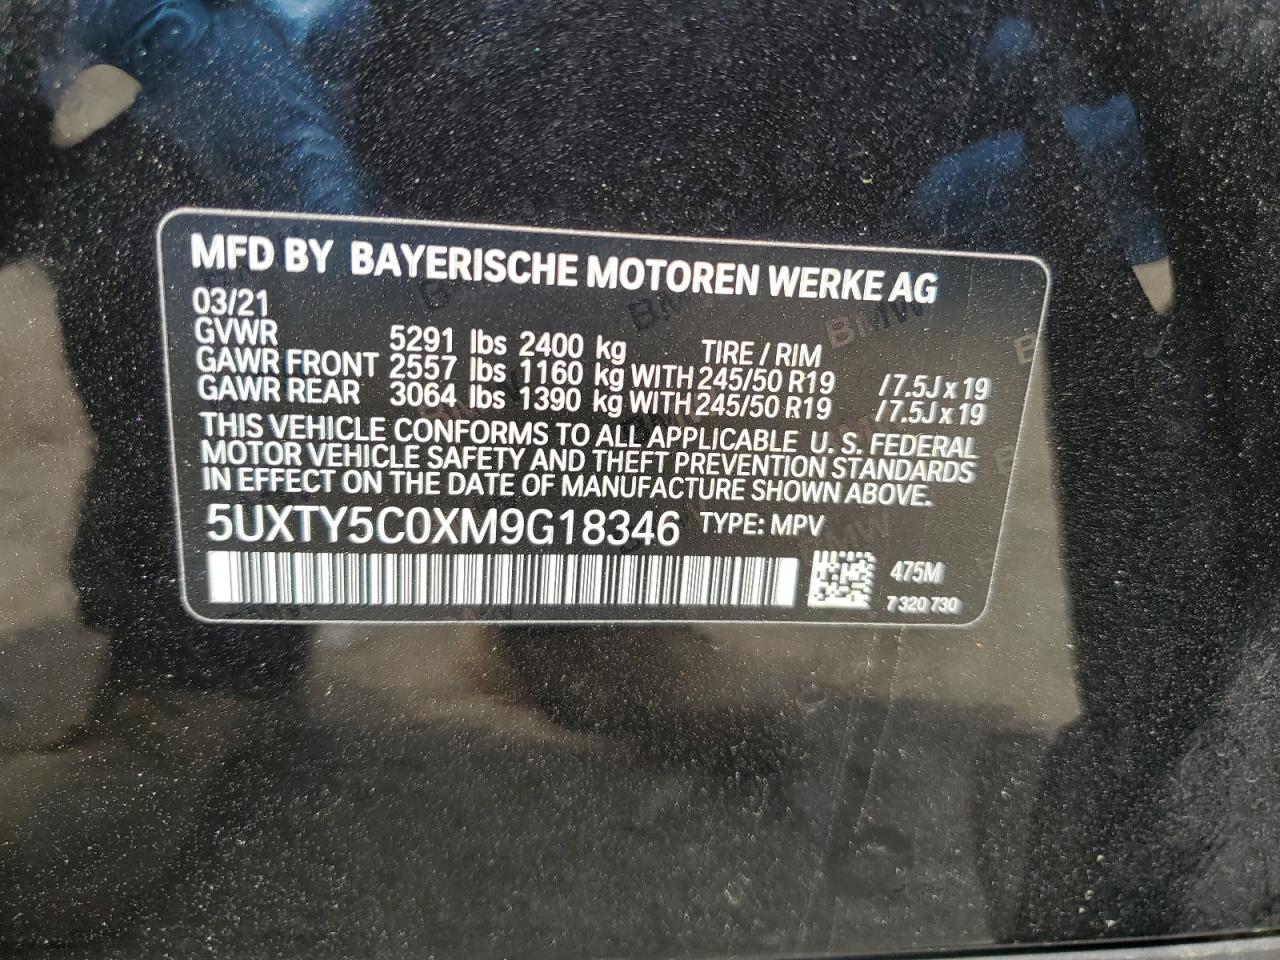 MFD BY BAYERISCHE MOTOREN WERKE AG
03/21
GVWR 5291 lbs 2400 kg TIRE / RIM
GAWR FRONT 2557 lbs 1160 kg WITH 245/50 R19 /7.5J x 19
GAWR REAR 3064 lbs 1390 kg WITH 245/50 R19 /7.5J x 19
THIS VEHICLE CONFORMS TO ALL APPLICABLE U. S. FEDERAL
MOTOR VEHICLE SAFETY AND THEFT PREVENTION STANDARDS
IN EFFECT ON THE DATE OF MANUFACTURE SHOWN ABOVE.
5UXTY5C0XM9G18346 TYPE: MPV
475M
7 320 730